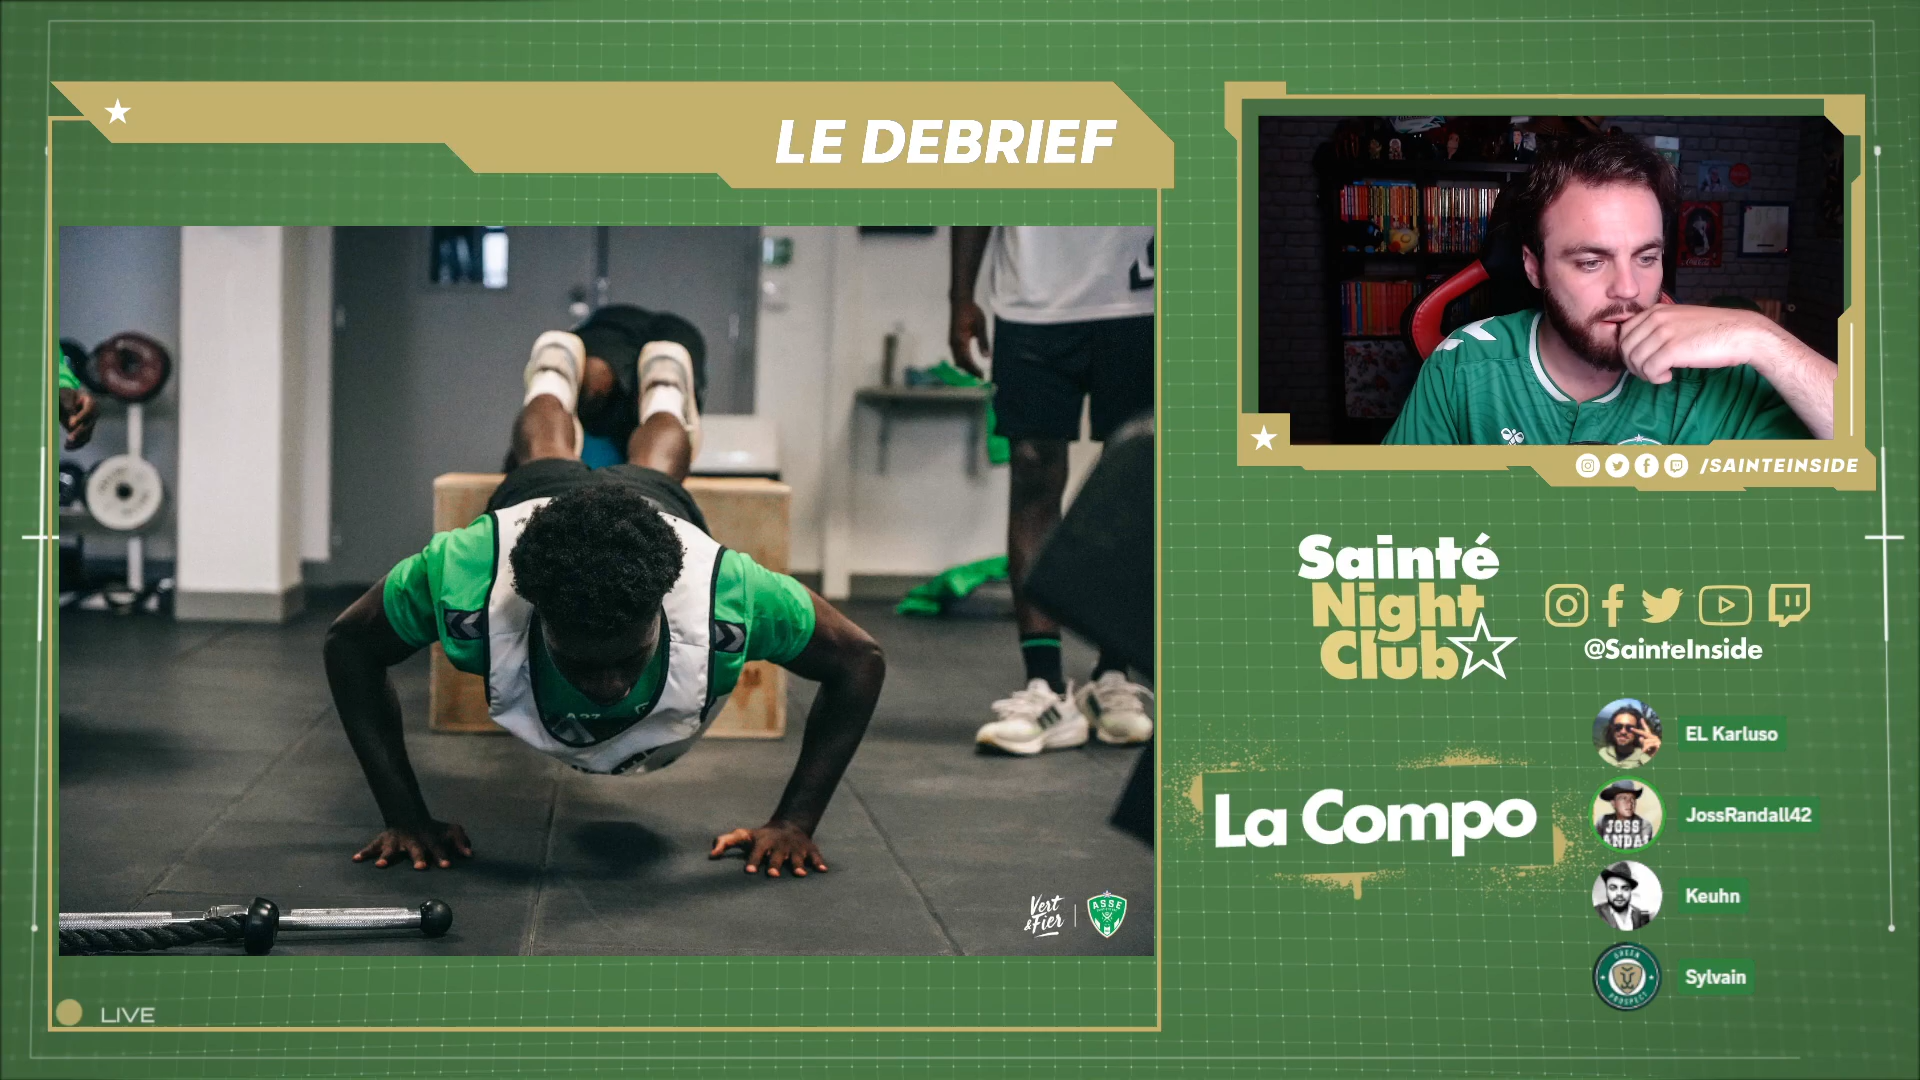 LE DEBRIEF
/SAINTEINSIDE
Sainté
Night
Club
@SainteInside
EL Karluso
La Compo
JossRandall42
Keuhn
Sylvain
Vert
&Fier
ASSE
LIVE